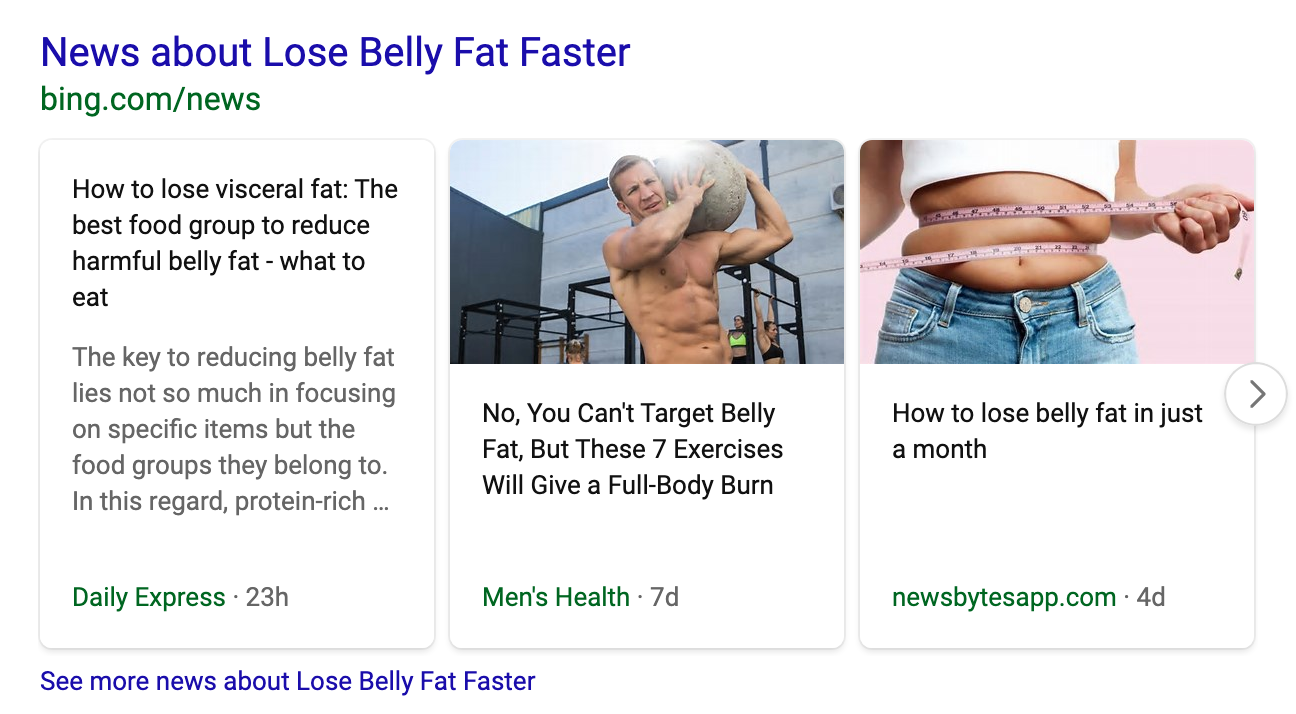 News about Lose Belly Fat Faster
bing.com/news
How to lose visceral fat: The
best food group to reduce
harmful belly fat - what to
eat
The key to reducing belly fat
lies not so much in focusing
on specific items but the
food groups they belong to.
In this regard, protein-rich ...
Daily Express · 23h
No, You Can't Target Belly
Fat, But These 7 Exercises
Will Give a Full-Body Burn
Men's Health · 7d
How to lose belly fat in just
a month
newsbytesapp.com · 4d
See more news about Lose Belly Fat Faster